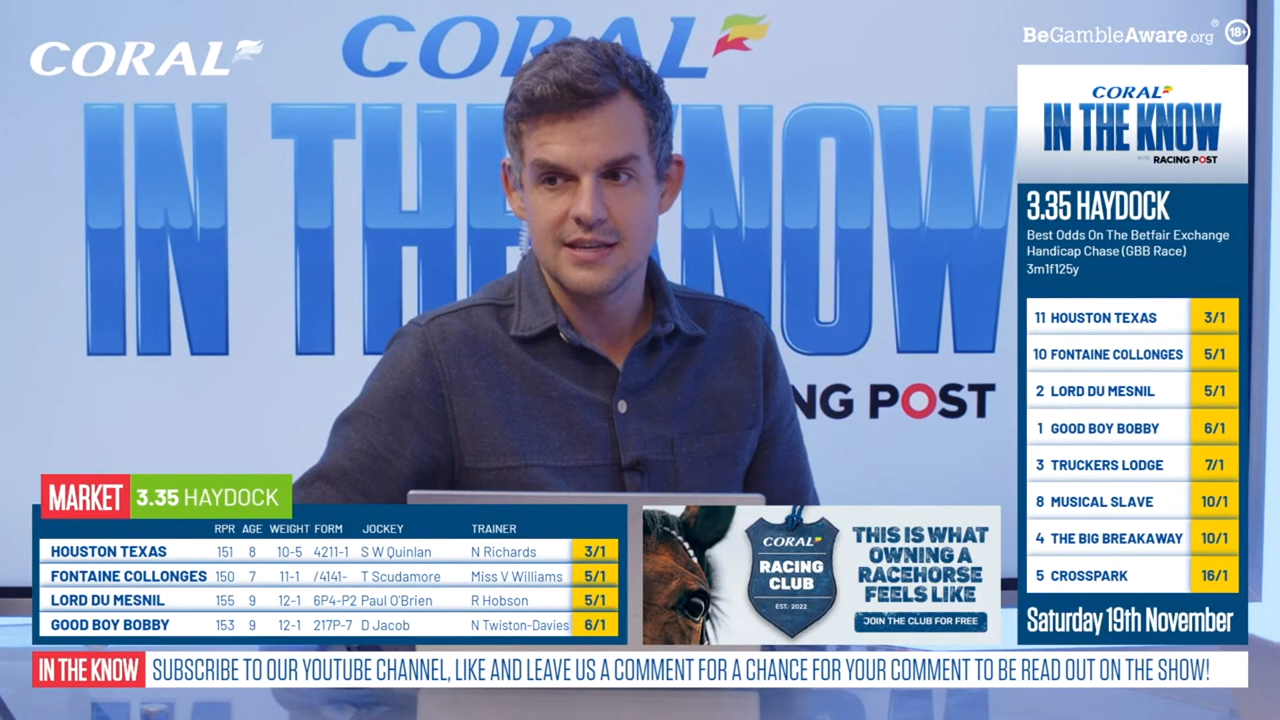 CORAL
CORAL
BeGambleAware.org® 18+
IN THE KNOW
NG POST
CORAL
IN THE KNOW
WITH RACING POST
3.35 HAYDOCK
Best Odds On The Betfair Exchange
Handicap Chase (GBB Race)
3m1f125y
11 HOUSTON TEXAS 3/1
10 FONTAINE COLLONGES 5/1
2 LORD DU MESNIL 5/1
1 GOOD BOY BOBBY 6/1
3 TRUCKERS LODGE 7/1
8 MUSICAL SLAVE 10/1
4 THE BIG BREAKAWAY 10/1
5 CROSSPARK 16/1
Saturday 19th November
MARKET 3.35 HAYDOCK
RPR AGE WEIGHT FORM JOCKEY TRAINER
HOUSTON TEXAS 151 8 10-5 4211-1 S W Quinlan N Richards 3/1
FONTAINE COLLONGES 150 7 11-1 /4141- T Scudamore Miss V Williams 5/1
LORD DU MESNIL 155 9 12-1 6P4-P2 Paul O'Brien R Hobson 5/1
GOOD BOY BOBBY 153 9 12-1 217P-7 D Jacob N Twiston-Davies 6/1
CORAL
RACING
CLUB
EST. 2022
THIS IS WHAT
OWNING A
RACEHORSE
FEELS LIKE
JOIN THE CLUB FOR FREE
IN THE KNOW SUBSCRIBE TO OUR YOUTUBE CHANNEL, LIKE AND LEAVE US A COMMENT FOR A CHANCE FOR YOUR COMMENT TO BE READ OUT ON THE SHOW!